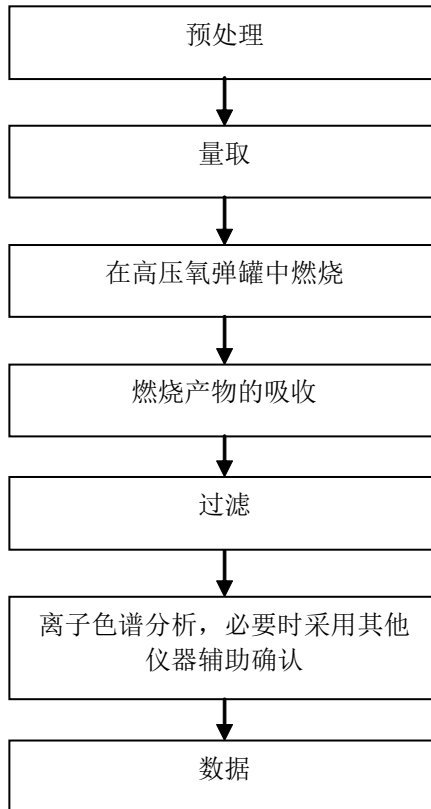 预处理
量取
在高压氧弹罐中燃烧
燃烧产物的吸收
过滤
离子色谱分析，必要时采用其他
仪器辅助确认
数据